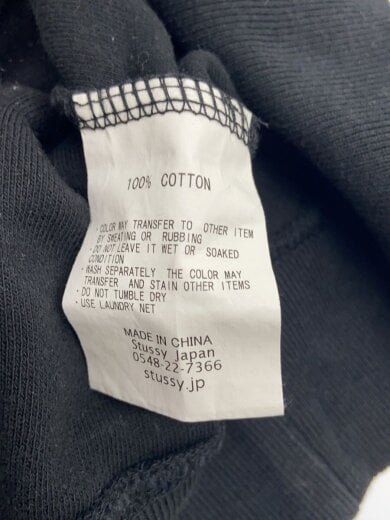 100% COTTON
・COLOR MAY TRANSFER TO OTHER ITEM
BY SWEATING OR RUBBING
・DO NOT LEAVE IT WET OR SOAKED
CONDITION
・WASH SEPARATELY THE COLOR MAY
TRANSFER AND STAIN OTHER ITEMS
・DO NOT TUMBLE DRY
・USE LAUNDRY NET
MADE IN CHINA
Stussy Japan
0548-22-7366
stussy.jp